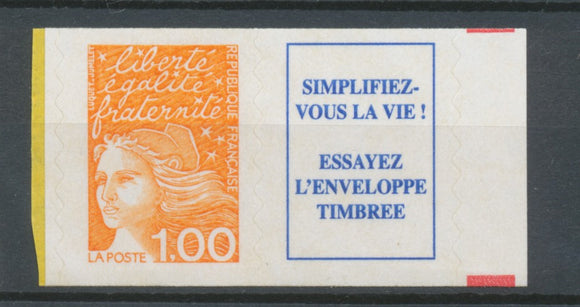 liberté
égalité
fraternité
RÉPUBLIQUE FRANÇAISE
LA POSTE
1,00
SIMPLIFIEZ-
VOUS LA VIE !
ESSAYEZ
L'ENVELOPPE
TIMBREE